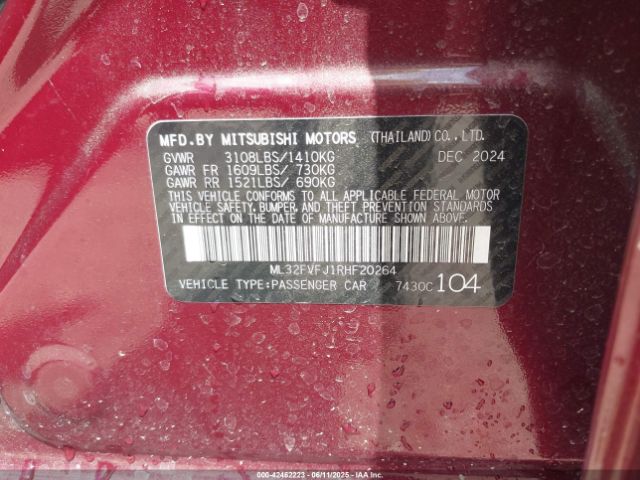 MFD.BY MITSUBISHI MOTORS (THAILAND)CO.,LTD.
GVWR 3108LBS/1410KG DEC 2024
GAWR FR 1609LBS/ 730KG
GAWR RR 1521LBS/ 690KG
THIS VEHICLE CONFORMS TO ALL APPLICABLE FEDERAL MOTOR
VEHICLE SAFETY, BUMPER, AND THEFT PREVENTION STANDARDS
IN EFFECT ON THE DATE OF MANUFACTURE SHOWN ABOVE.
ML32FVFJ1RHF20264
VEHICLE TYPE:PASSENGER CAR 7430C 104
000-42462223 - 06/11/2025 - IAAI.com